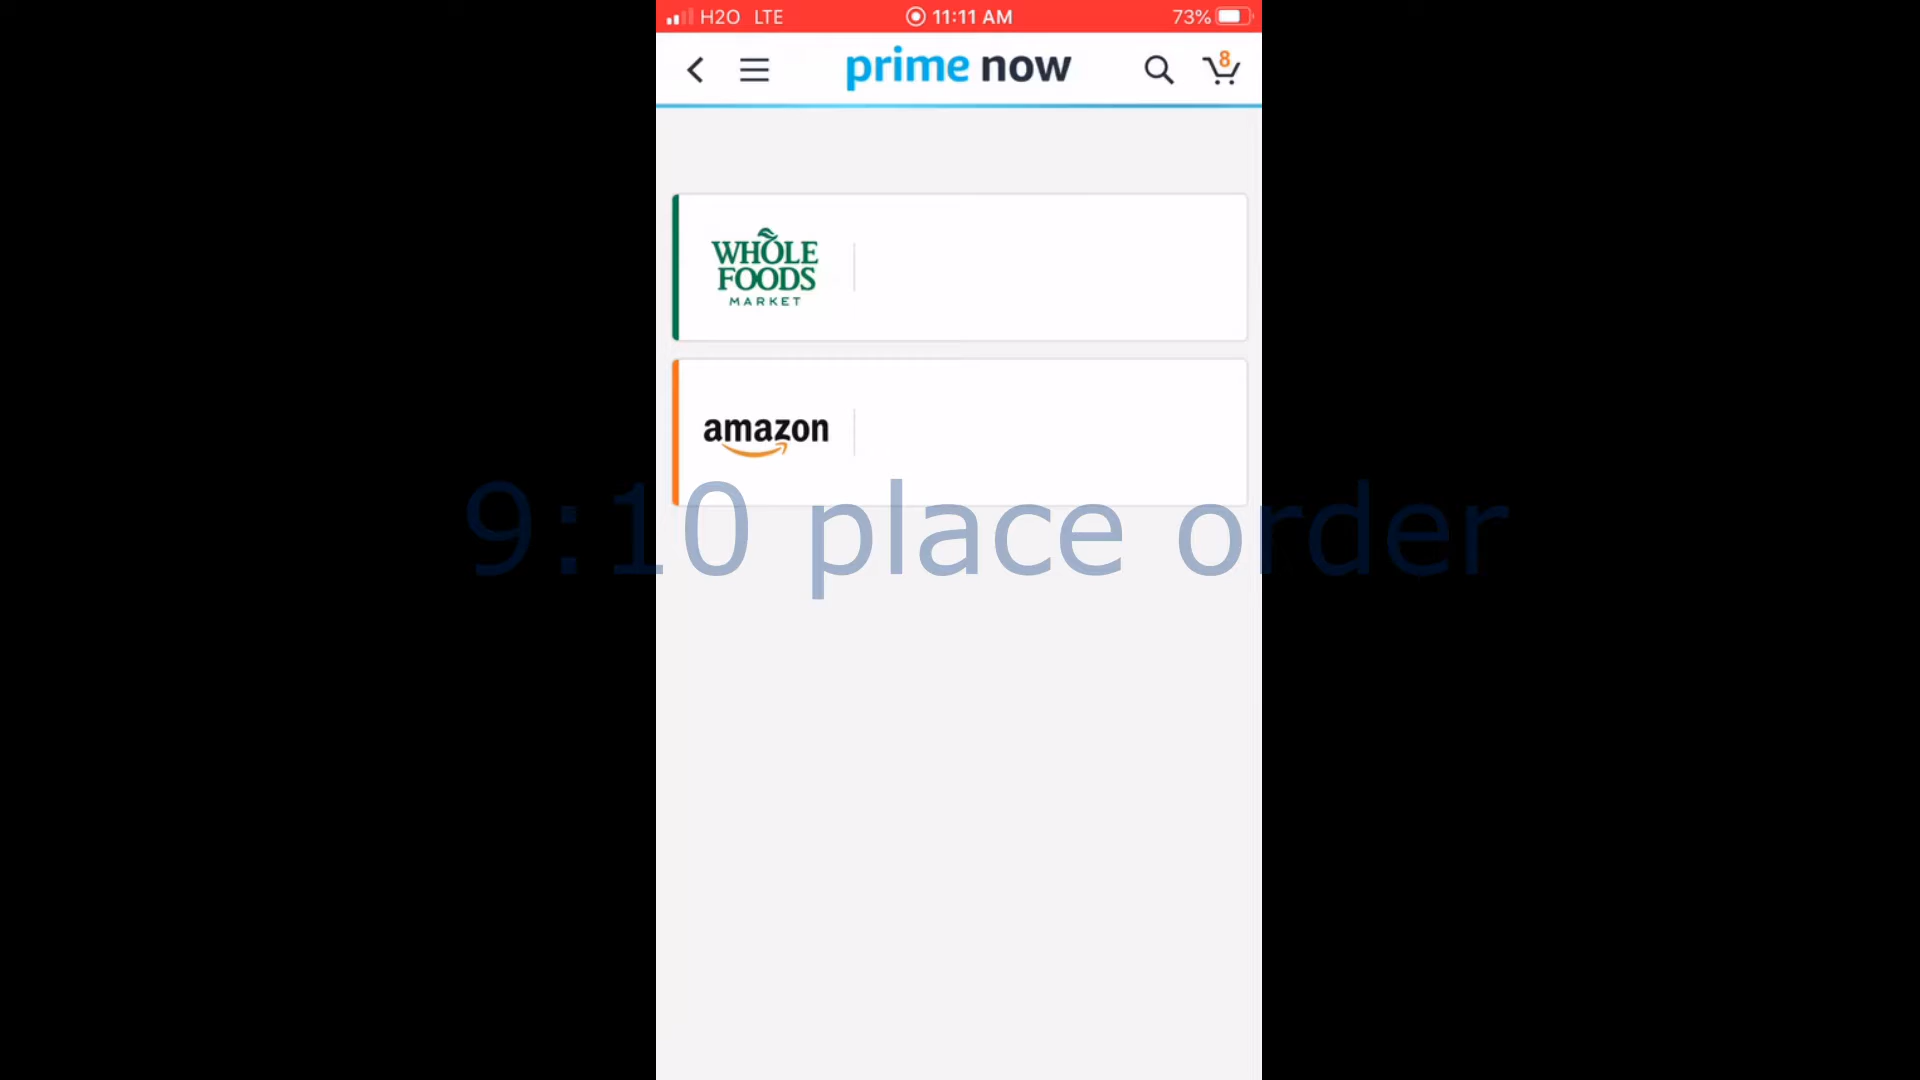 H2O LTE 11:11 AM 73%
prime now 8
WHOLE
FOODS
MARKET
amazon
9:10 place order